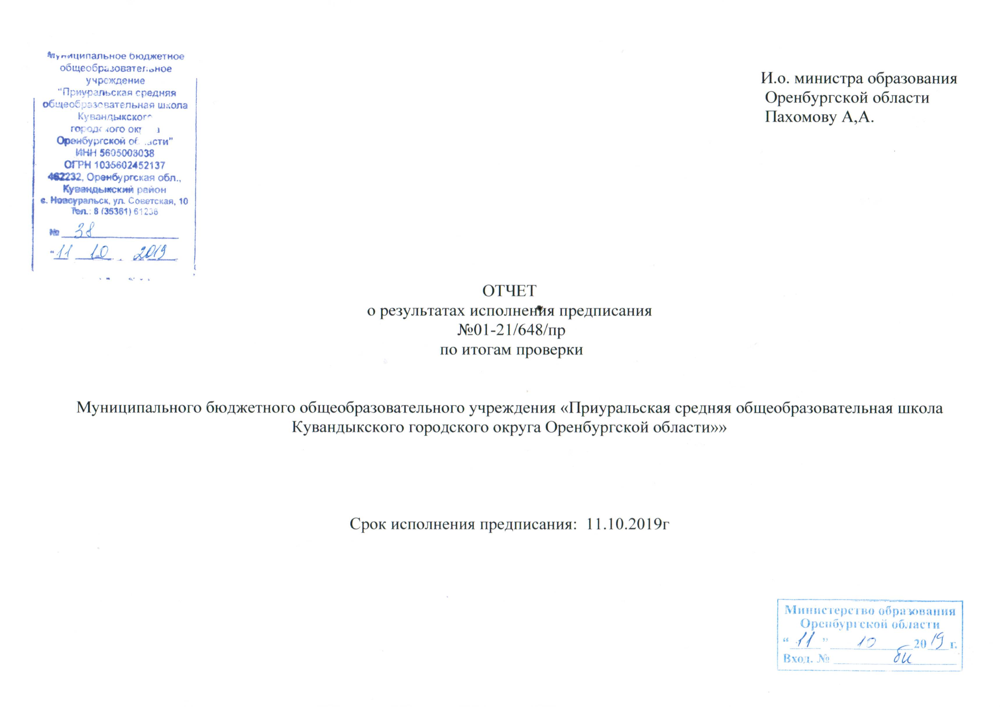 Муниципальное бюджетное
общеобразовательное
учреждение
"Приуральская средняя
общеобразовательная школа
Кувандыкского
городского округа
Оренбургской области"
ИНН 5605003038
ОГРН 1035602452137
462232, Оренбургская обл.,
Кувандыкский район
с. Новоуральск, ул. Советская, 10
Тел.: 8 (35361) 61236
№ 38
" 11 10 2019
И.о. министра образования
Оренбургской области
Пахомову А,А.
ОТЧЕТ
о результатах исполнения предписания
№01-21/648/пр
по итогам проверки
Муниципального бюджетного общеобразовательного учреждения «Приуральская средняя общеобразовательная школа
Кувандыкского городского округа Оренбургской области»»
Срок исполнения предписания: 11.10.2019г
Министерство образования
Оренбургской области
“ 11 ” 10 2019 г.
Вход. №